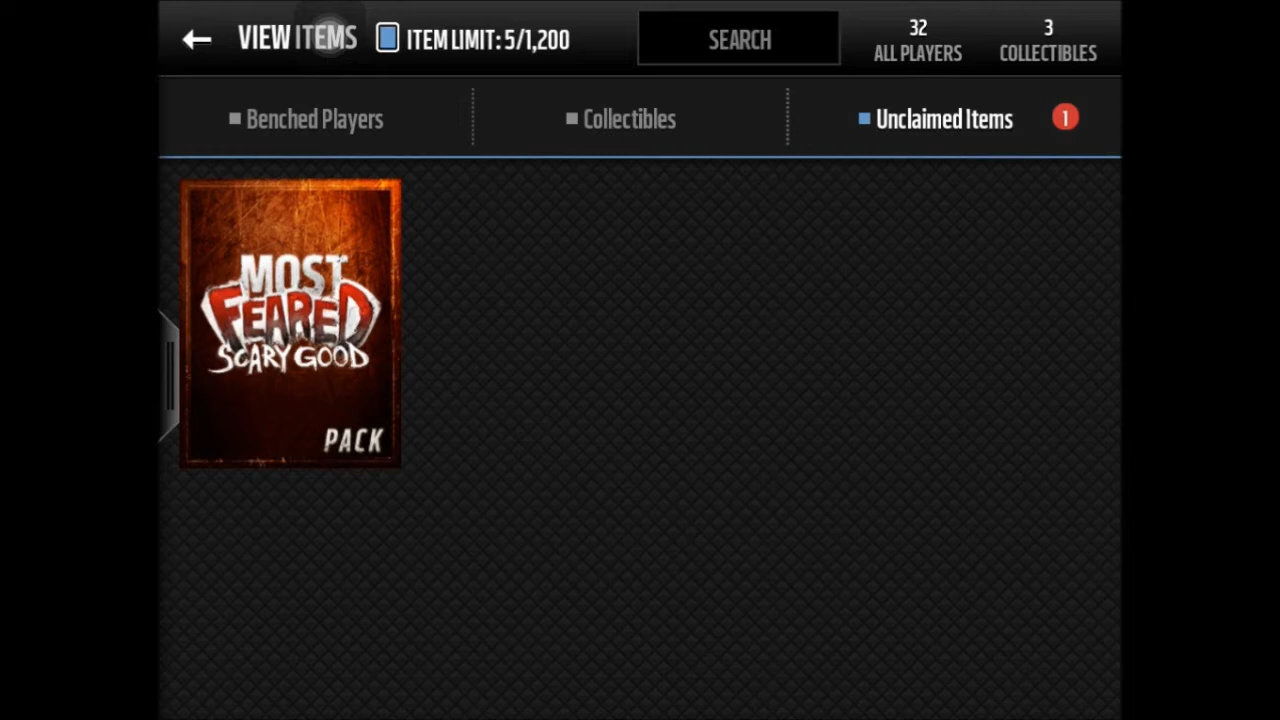 VIEW ITEMS
ITEM LIMIT: 5/1,200
SEARCH
32
ALL PLAYERS
3
COLLECTIBLES
Benched Players
Collectibles
Unclaimed Items
1
MOST
FEARED
SCARY GOOD
PACK